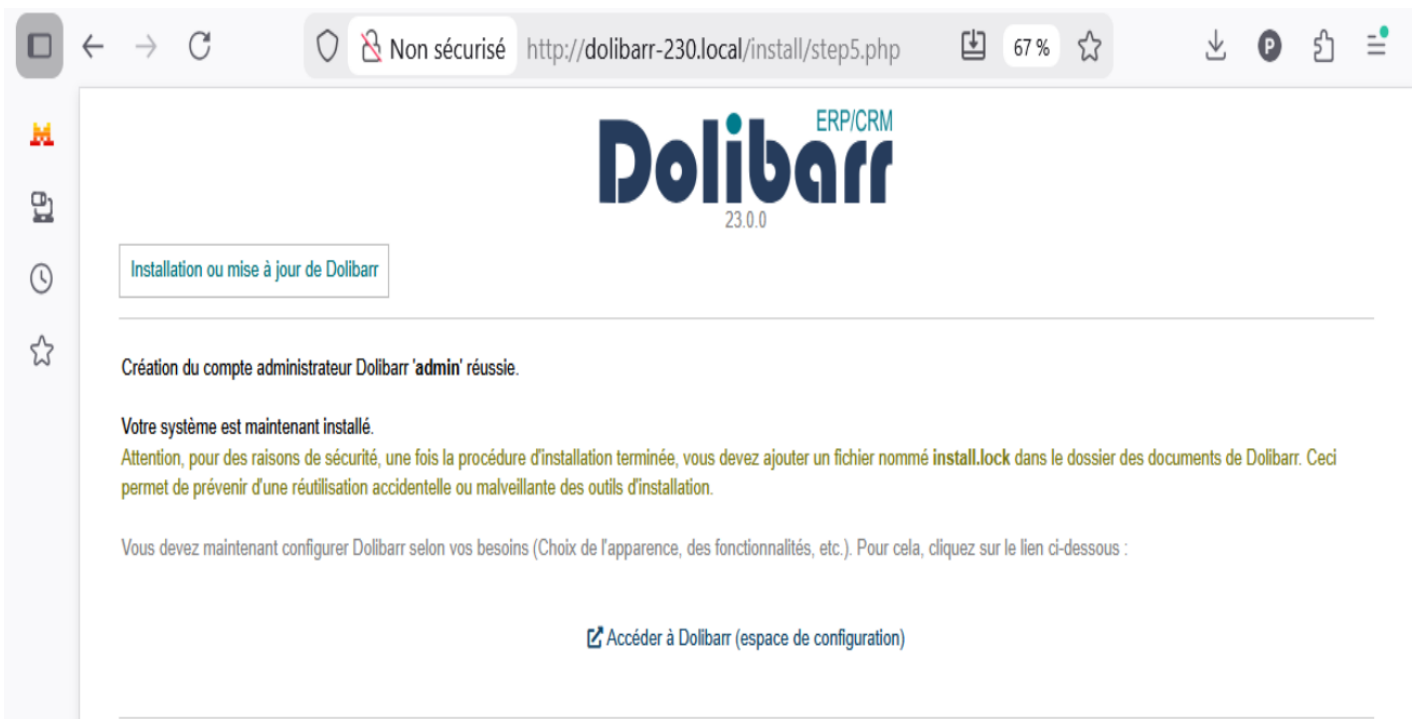 Non sécurisé http://dolibarr-230.local/install/step5.php 67 % P
Dolibarr ERP/CRM
23.0.0
Installation ou mise à jour de Dolibarr
Création du compte administrateur Dolibarr 'admin' réussie.
Votre système est maintenant installé.
Attention, pour des raisons de sécurité, une fois la procédure d'installation terminée, vous devez ajouter un fichier nommé install.lock dans le dossier des documents de Dolibarr. Ceci
permet de prévenir d'une réutilisation accidentelle ou malveillante des outils d'installation.
Vous devez maintenant configurer Dolibarr selon vos besoins (Choix de l'apparence, des fonctionnalités, etc.). Pour cela, cliquez sur le lien ci-dessous :
Accéder à Dolibarr (espace de configuration)